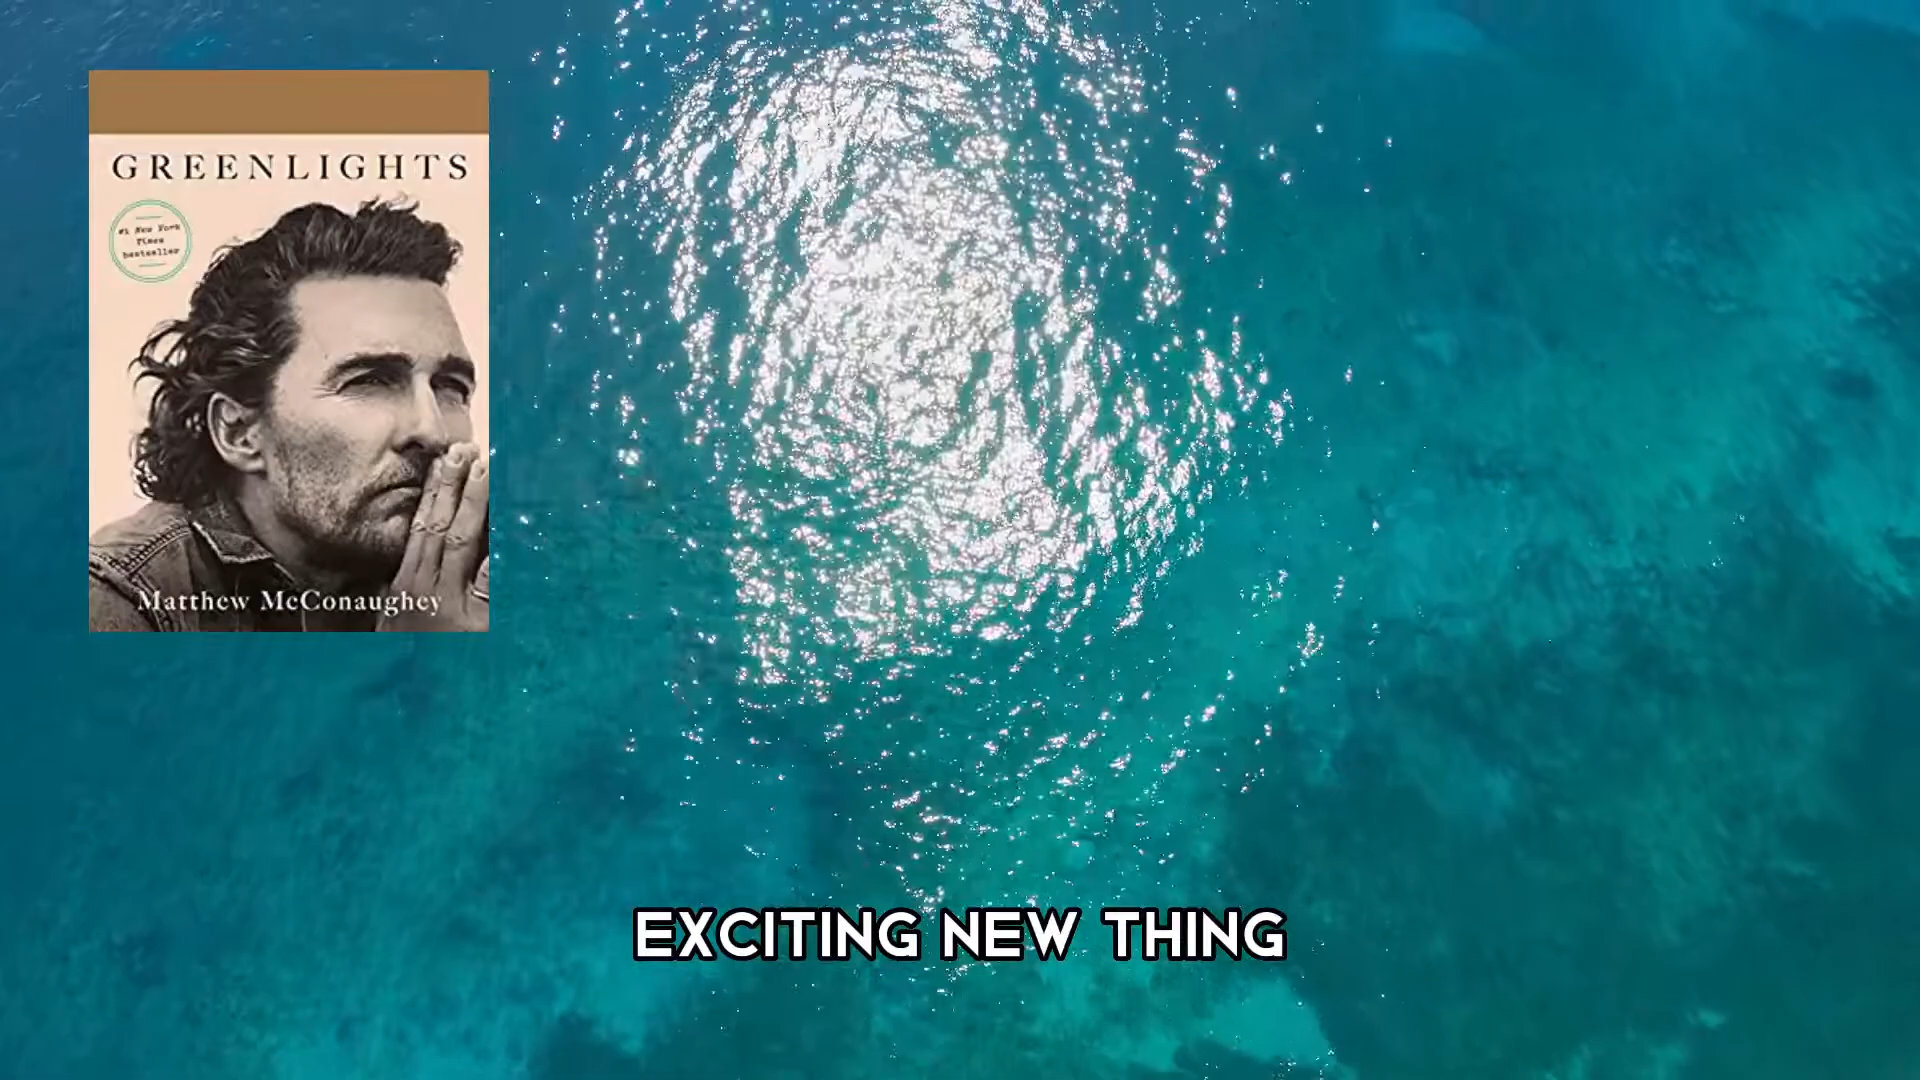 GREENLIGHTS
#1 New York
Times
bestseller
Matthew McConaughey
EXCITING NEW THING